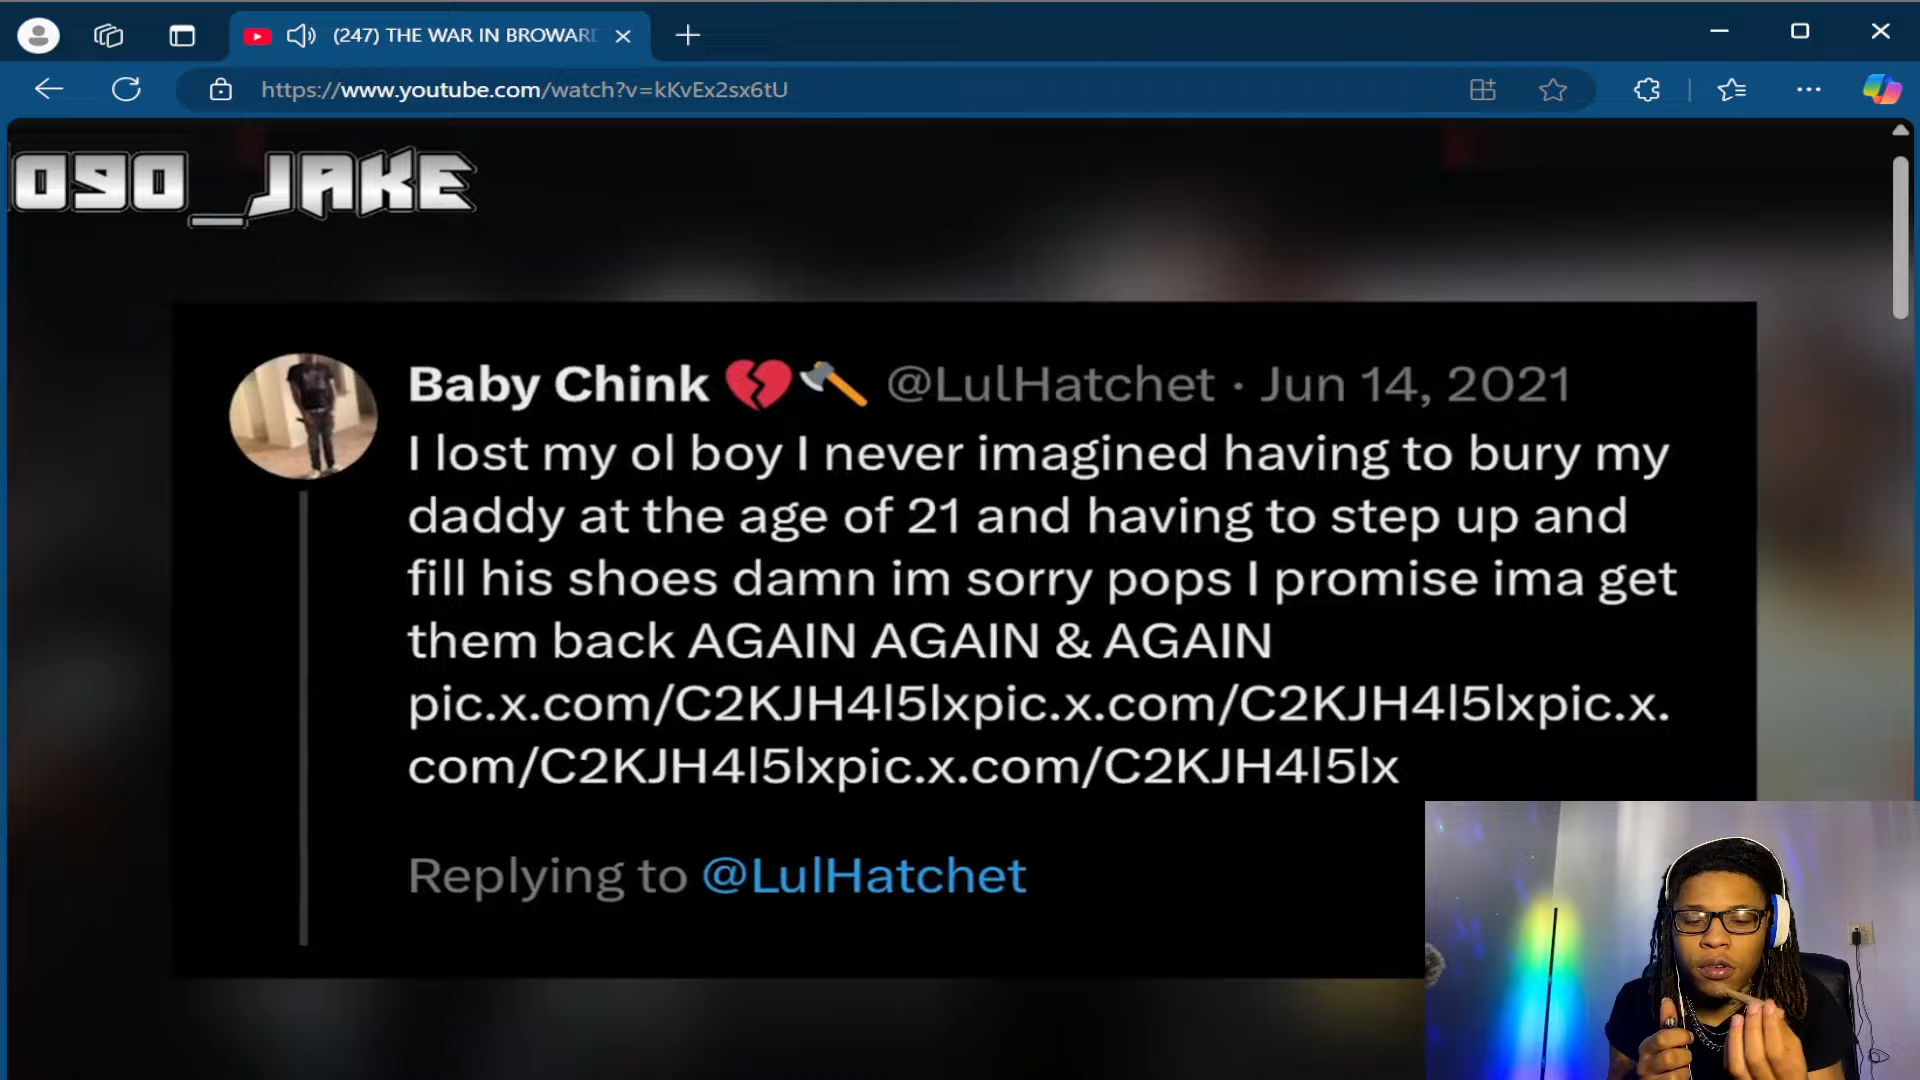 (247) THE WAR IN BROWARD
https://www.youtube.com/watch?v=kKvEx2sx6tU
090_JAKE
Baby Chink 💔🪓 @LulHatchet · Jun 14, 2021
I lost my ol boy I never imagined having to bury my
daddy at the age of 21 and having to step up and
fill his shoes damn im sorry pops I promise ima get
them back AGAIN AGAIN & AGAIN
pic.x.com/C2KJH4l5lxpic.x.com/C2KJH4l5lxpic.x.
com/C2KJH4l5lxpic.x.com/C2KJH4l5lx
Replying to @LulHatchet